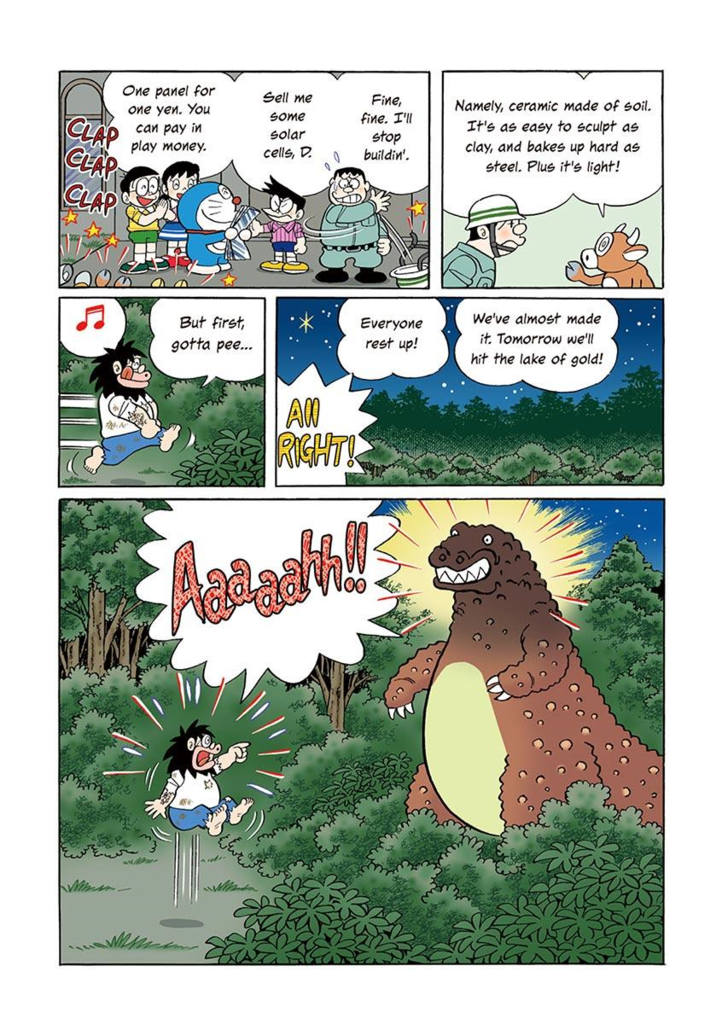 CLAP
CLAP
CLAP
One panel for
one yen. You
can pay in
play money.
Sell me
some
solar
cells, D.
Fine,
fine. I'll
stop
buildin'.
Namely, ceramic made of soil.
It's as easy to sculpt as
clay, and bakes up hard as
steel. Plus it's light!
But first,
gotta pee...
All
RIGHT!
Everyone
rest up!
We've almost made
it. Tomorrow we'll
hit the lake of gold!
Aaaaahh!!